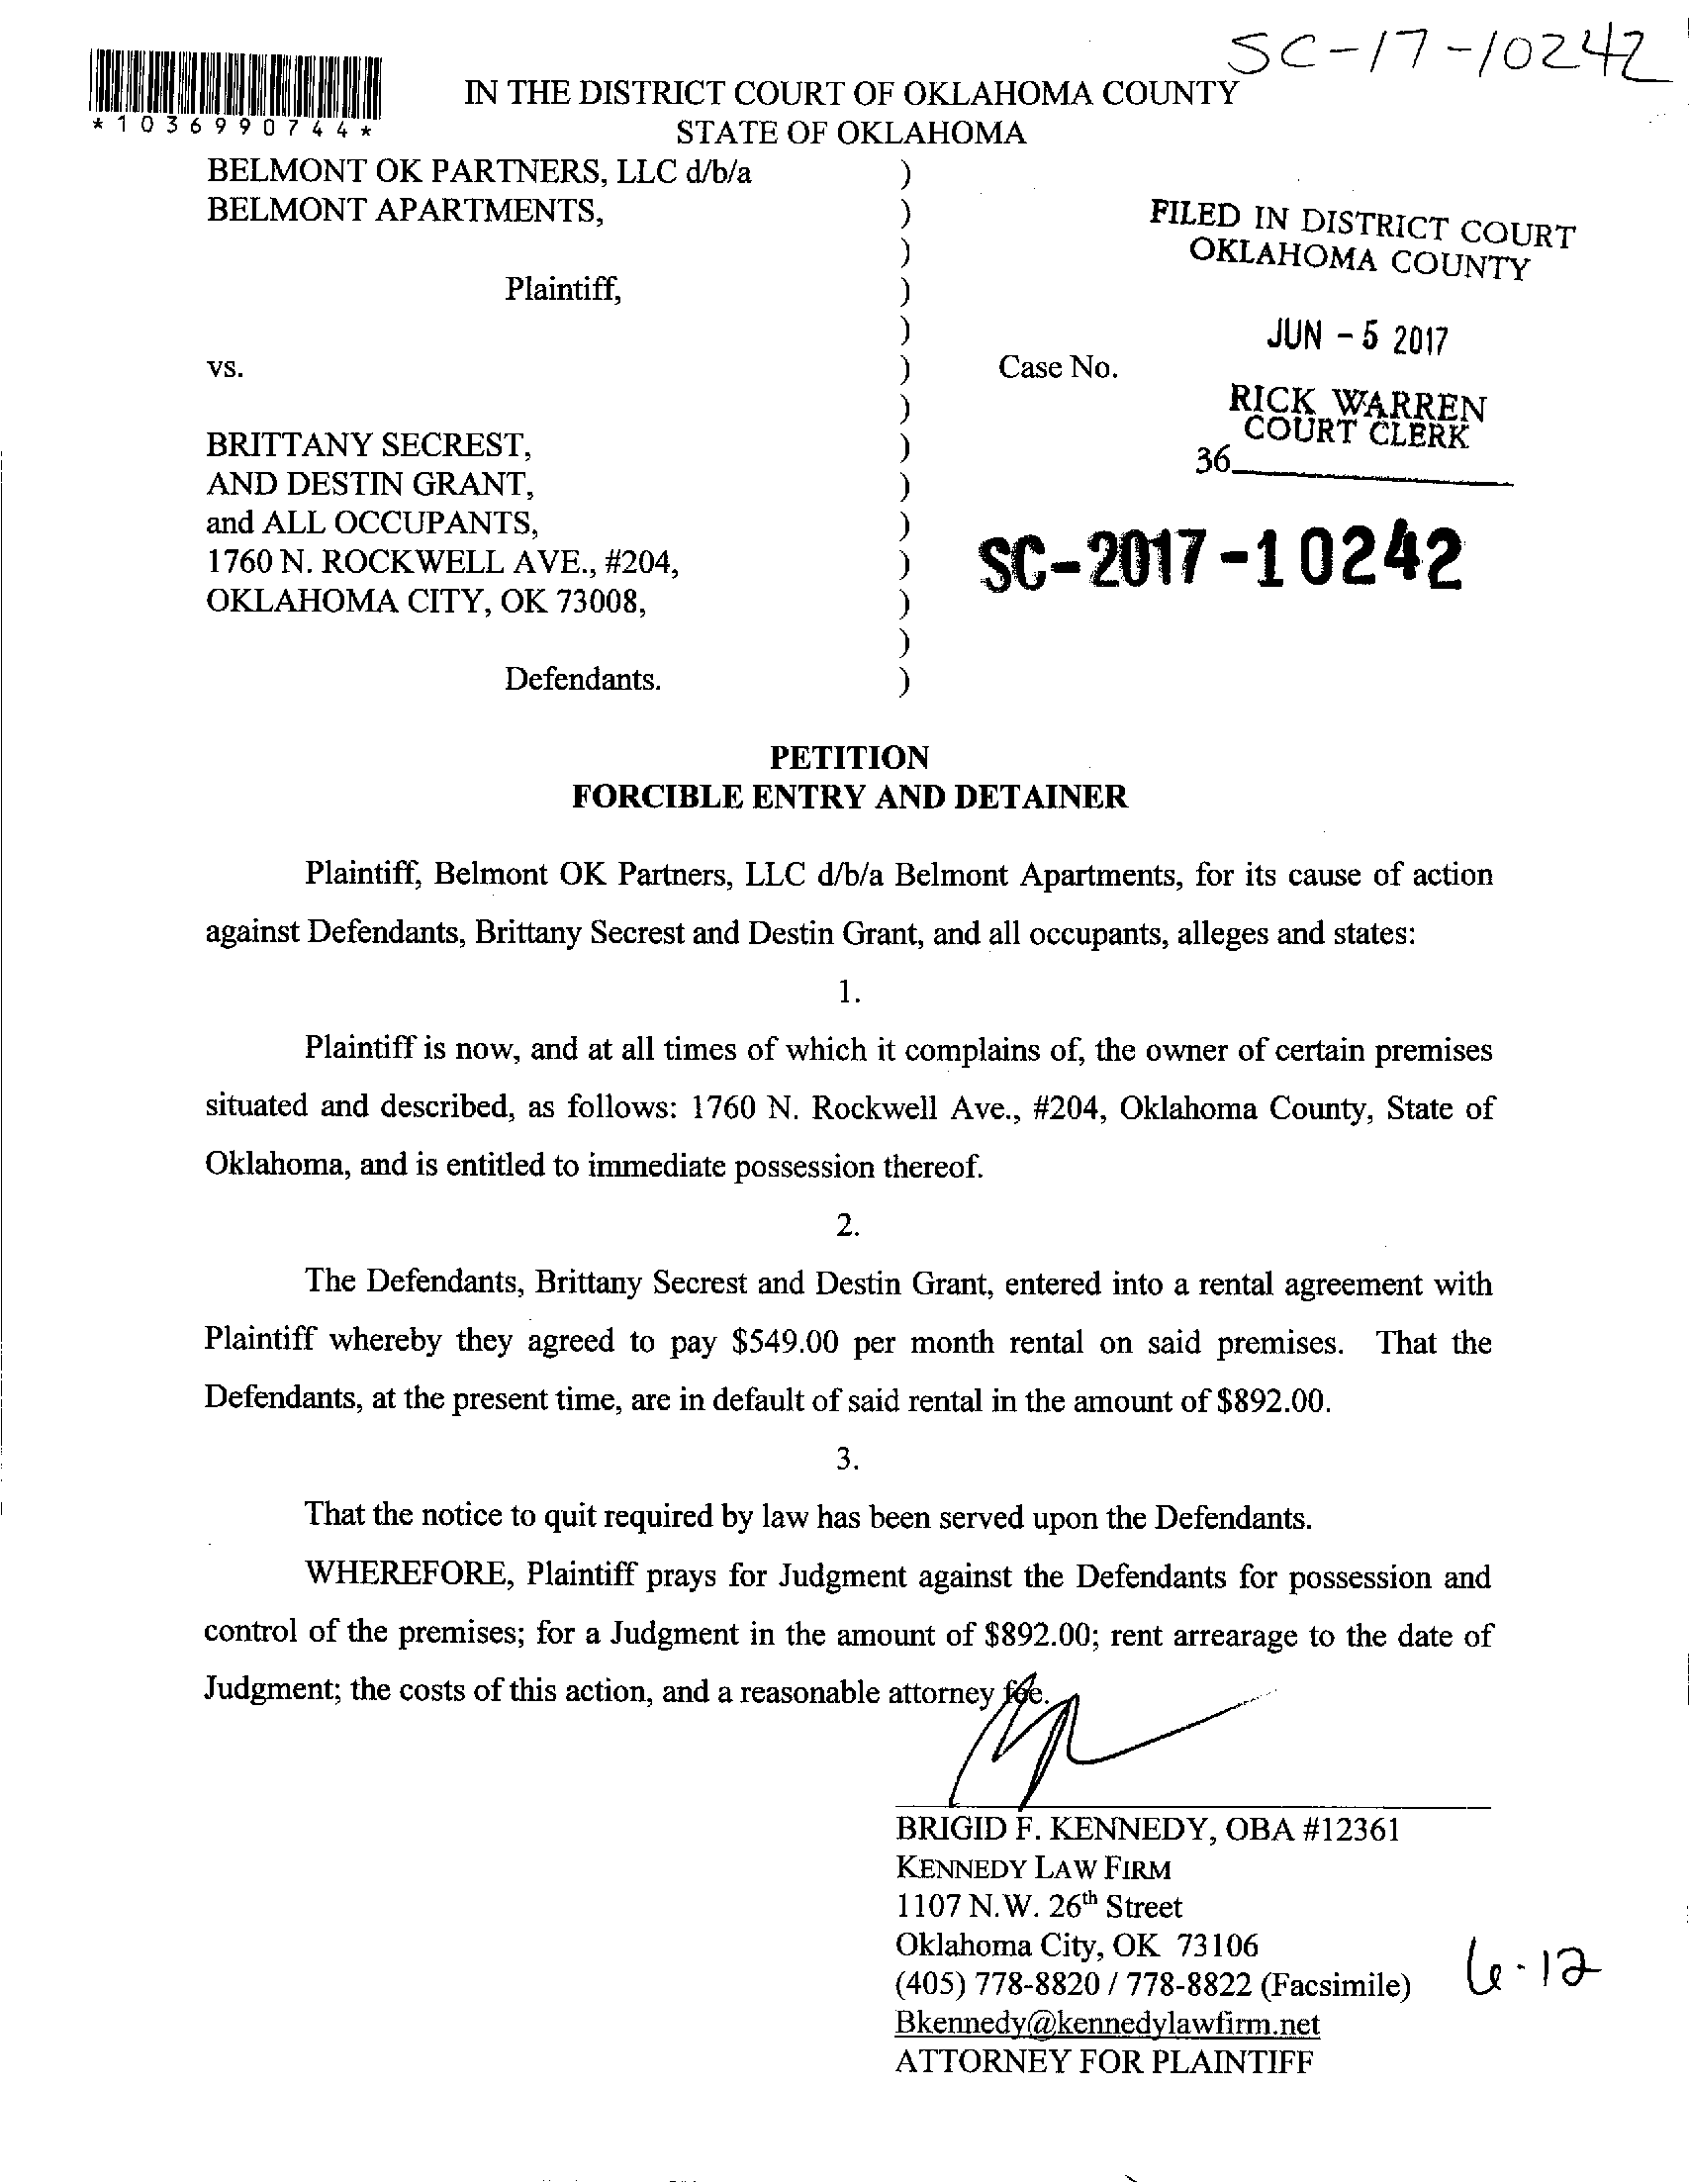 SC-17-10242
*1036990744*
IN THE DISTRICT COURT OF OKLAHOMA COUNTY
STATE OF OKLAHOMA
BELMONT OK PARTNERS, LLC d/b/a )
BELMONT APARTMENTS, )
)
Plaintiff, )
)
vs. ) Case No.
)
BRITTANY SECREST, )
AND DESTIN GRANT, )
and ALL OCCUPANTS, )
1760 N. ROCKWELL AVE., #204, )
OKLAHOMA CITY, OK 73008, )
)
Defendants. )
FILED IN DISTRICT COURT
OKLAHOMA COUNTY
JUN - 5 2017
RICK WARREN
COURT CLERK
36
SC-2017-10242
PETITION
FORCIBLE ENTRY AND DETAINER
Plaintiff, Belmont OK Partners, LLC d/b/a Belmont Apartments, for its cause of action
against Defendants, Brittany Secrest and Destin Grant, and all occupants, alleges and states:
1.
Plaintiff is now, and at all times of which it complains of, the owner of certain premises
situated and described, as follows: 1760 N. Rockwell Ave., #204, Oklahoma County, State of
Oklahoma, and is entitled to immediate possession thereof.
2.
The Defendants, Brittany Secrest and Destin Grant, entered into a rental agreement with
Plaintiff whereby they agreed to pay $549.00 per month rental on said premises. That the
Defendants, at the present time, are in default of said rental in the amount of $892.00.
3.
That the notice to quit required by law has been served upon the Defendants.
WHEREFORE, Plaintiff prays for Judgment against the Defendants for possession and
control of the premises; for a Judgment in the amount of $892.00; rent arrearage to the date of
Judgment; the costs of this action, and a reasonable attorney fee.
BRIGID F. KENNEDY, OBA #12361
KENNEDY LAW FIRM
1107 N.W. 26th Street
Oklahoma City, OK 73106
(405) 778-8820 / 778-8822 (Facsimile)
Bkennedy@kennedylawfirm.net
ATTORNEY FOR PLAINTIFF
6-12